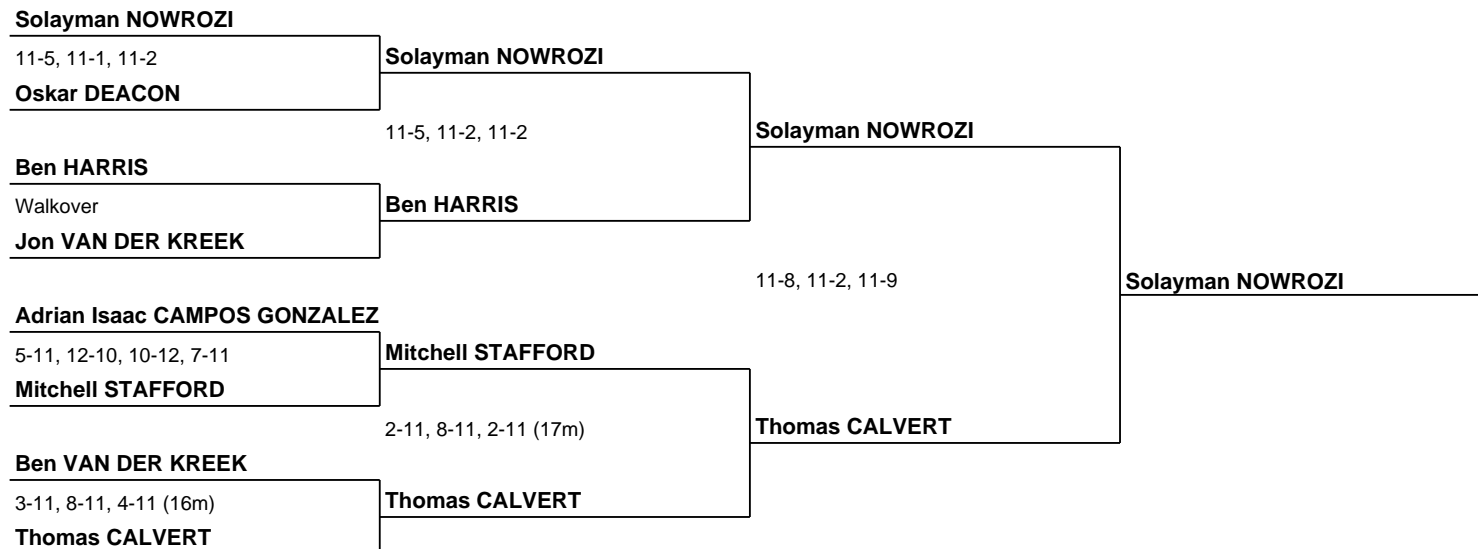 Solayman NOWROZI
11-5, 11-1, 11-2
Oskar DEACON
Ben HARRIS
Walkover
Jon VAN DER KREEK
Adrian Isaac CAMPOS GONZALEZ
5-11, 12-10, 10-12, 7-11
Mitchell STAFFORD
Ben VAN DER KREEK
3-11, 8-11, 4-11 (16m)
Thomas CALVERT
Solayman NOWROZI
11-5, 11-2, 11-2
Ben HARRIS
Mitchell STAFFORD
2-11, 8-11, 2-11 (17m)
Thomas CALVERT
Solayman NOWROZI
11-8, 11-2, 11-9
Thomas CALVERT
Solayman NOWROZI